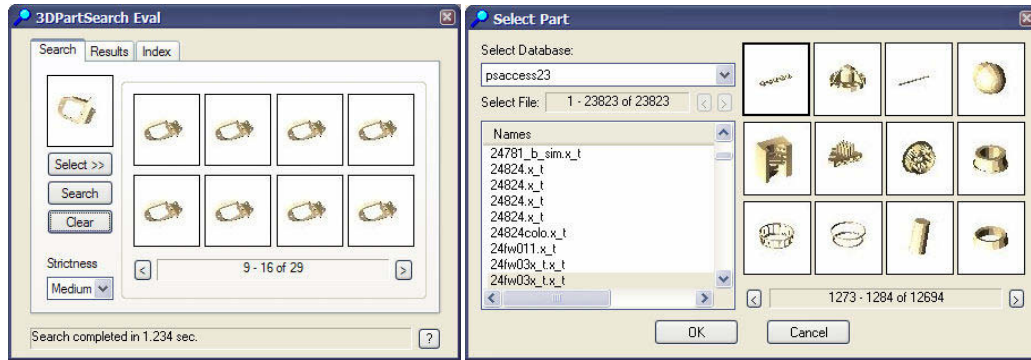 3DPartSearch Eval
Search Results Index
Select >>
Search
Clear
Strictness
Medium
< 9 - 16 of 29 >
Search completed in 1.234 sec. ?
Select Part
Select Database:
psaccess23
Select File: 1 - 23823 of 23823 < >
Names
24781_b_sim.x_t
24824.x_t
24824.x_t
24824.x_t
24824.x_t
24824colo.x_t
24fw011.x_t
24fw03x_t.x_t
24fw03x_t.x_t
< 1273 - 1284 of 12694 >
OK Cancel